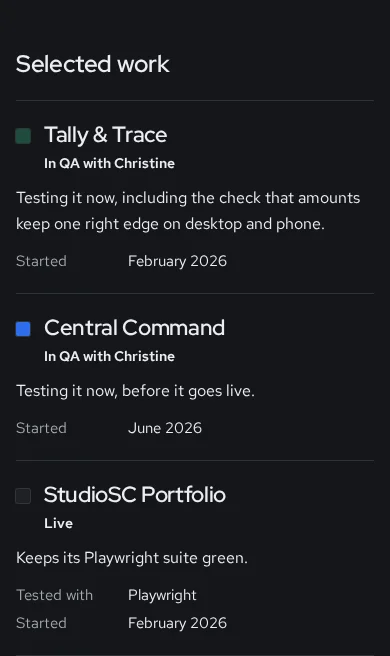 Selected work
Tally & Trace
In QA with Christine
Testing it now, including the check that amounts
keep one right edge on desktop and phone.
Started February 2026
Central Command
In QA with Christine
Testing it now, before it goes live.
Started June 2026
StudioSC Portfolio
Live
Keeps its Playwright suite green.
Tested with Playwright
Started February 2026